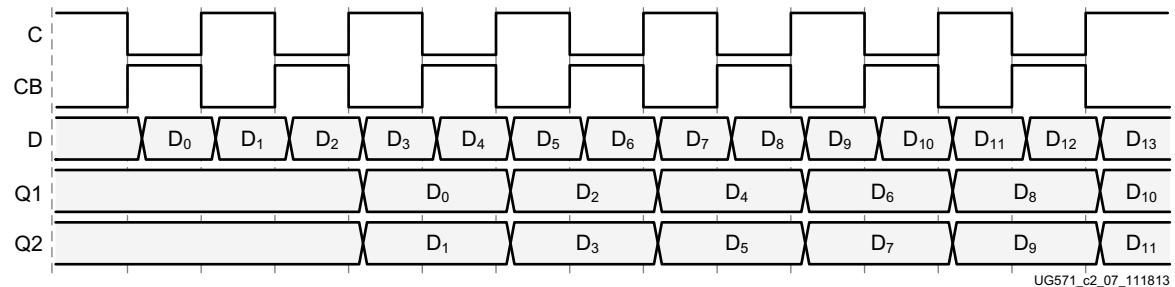 C
CB
D D₀ D₁ D₂ D₃ D₄ D₅ D₆ D₇ D₈ D₉ D₁₀ D₁₁ D₁₂ D₁₃
Q1 D₀ D₂ D₄ D₆ D₈ D₁₀
Q2 D₁ D₃ D₅ D₇ D₉ D₁₁
UG571_c2_07_111813